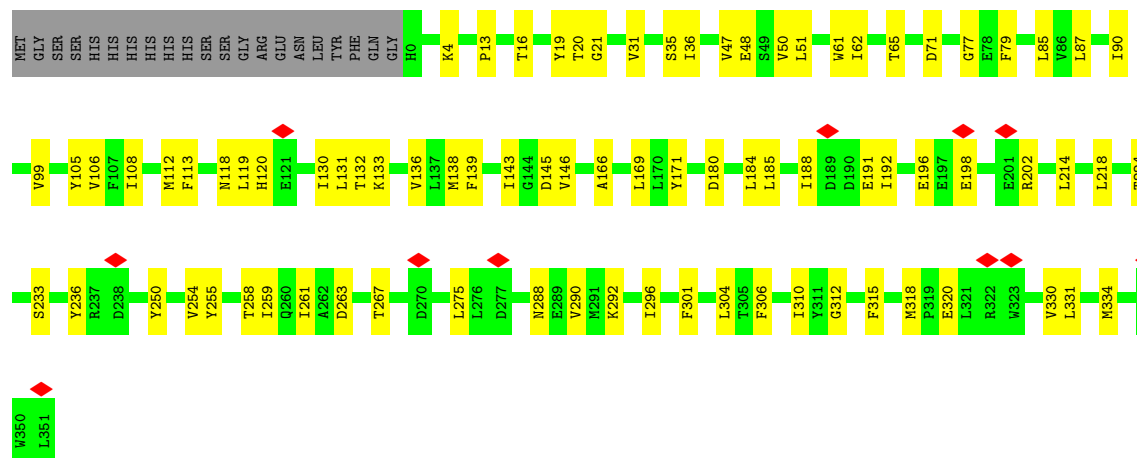 MET GLY SER SER HIS HIS HIS HIS HIS HIS SER SER GLY ARG GLU ASN LEU TYR PHE GLN GLY H0 K4 P13 T16 Y19 T20 G21 V31 S35 I36 V47 E48 S49 V50 L51 W61 I62 T65 D71 G77 E78 F79 L85 V86 L87 I90
V99 Y105 V106 F107 I108 M112 F113 N118 L119 H120 E121 I130 L131 T132 K133 V136 L137 M138 F139 I143 G144 D145 V146 A166 L169 L170 Y171 D180 L184 L185 I188 D189 D190 E191 I192 E196 E197 E198 E201 R202 L214 L218
S233 Y236 R237 D238 Y250 V254 Y255 T258 I259 Q260 I261 A262 D263 T267 D270 L275 L276 D277 N288 E289 V290 M291 K292 I296 F301 L304 T305 F306 I310 Y311 G312 F315 M318 P319 E320 L321 R322 W323 V330 L331 M334
W350 L351